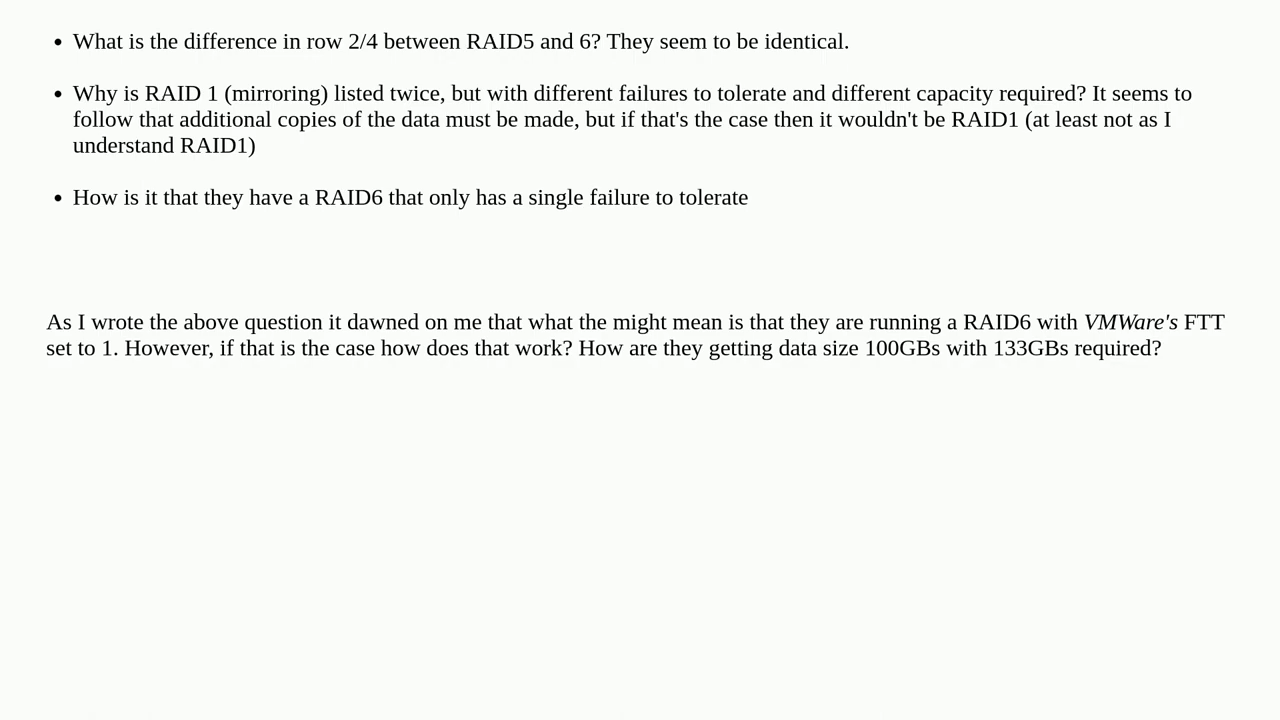 • What is the difference in row 2/4 between RAID5 and 6? They seem to be identical.
• Why is RAID 1 (mirroring) listed twice, but with different failures to tolerate and different capacity required? It seems to
follow that additional copies of the data must be made, but if that's the case then it wouldn't be RAID1 (at least not as I
understand RAID1)
• How is it that they have a RAID6 that only has a single failure to tolerate
As I wrote the above question it dawned on me that what the might mean is that they are running a RAID6 with VMWare's FTT
set to 1. However, if that is the case how does that work? How are they getting data size 100GBs with 133GBs required?